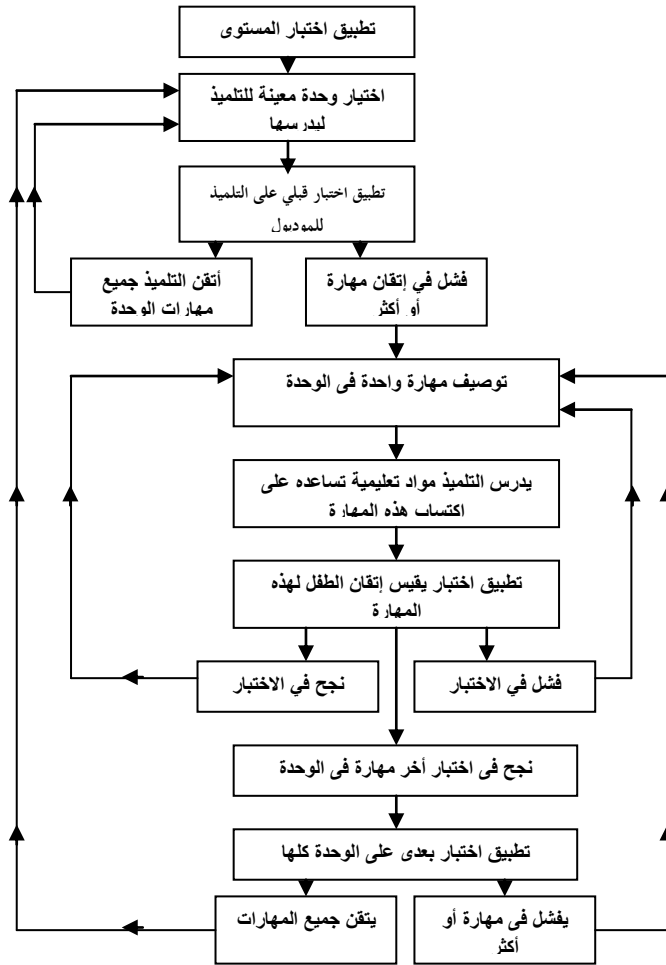 تطبيق اختبار المستوى
اختيار وحدة معينة للتلميذ
ليدرسها
تطبيق اختبار قبلي على التلميذ
للموديول
أتقن التلميذ جميع
مهارات الوحدة
فشل في إتقان مهارة
أو أكثر
توصيف مهارة واحدة فى الوحدة
يدرس التلميذ مواد تعليمية تساعده على
اكتساب هذه المهارة
تطبيق اختبار يقيس إتقان الطفل لهذه
المهارة
نجح في الاختبار
فشل في الاختبار
نجح فى اختبار أخر مهارة فى الوحدة
تطبيق اختبار بعدى على الوحدة كلها
يتقن جميع المهارات
يفشل فى مهارة أو
أكثر